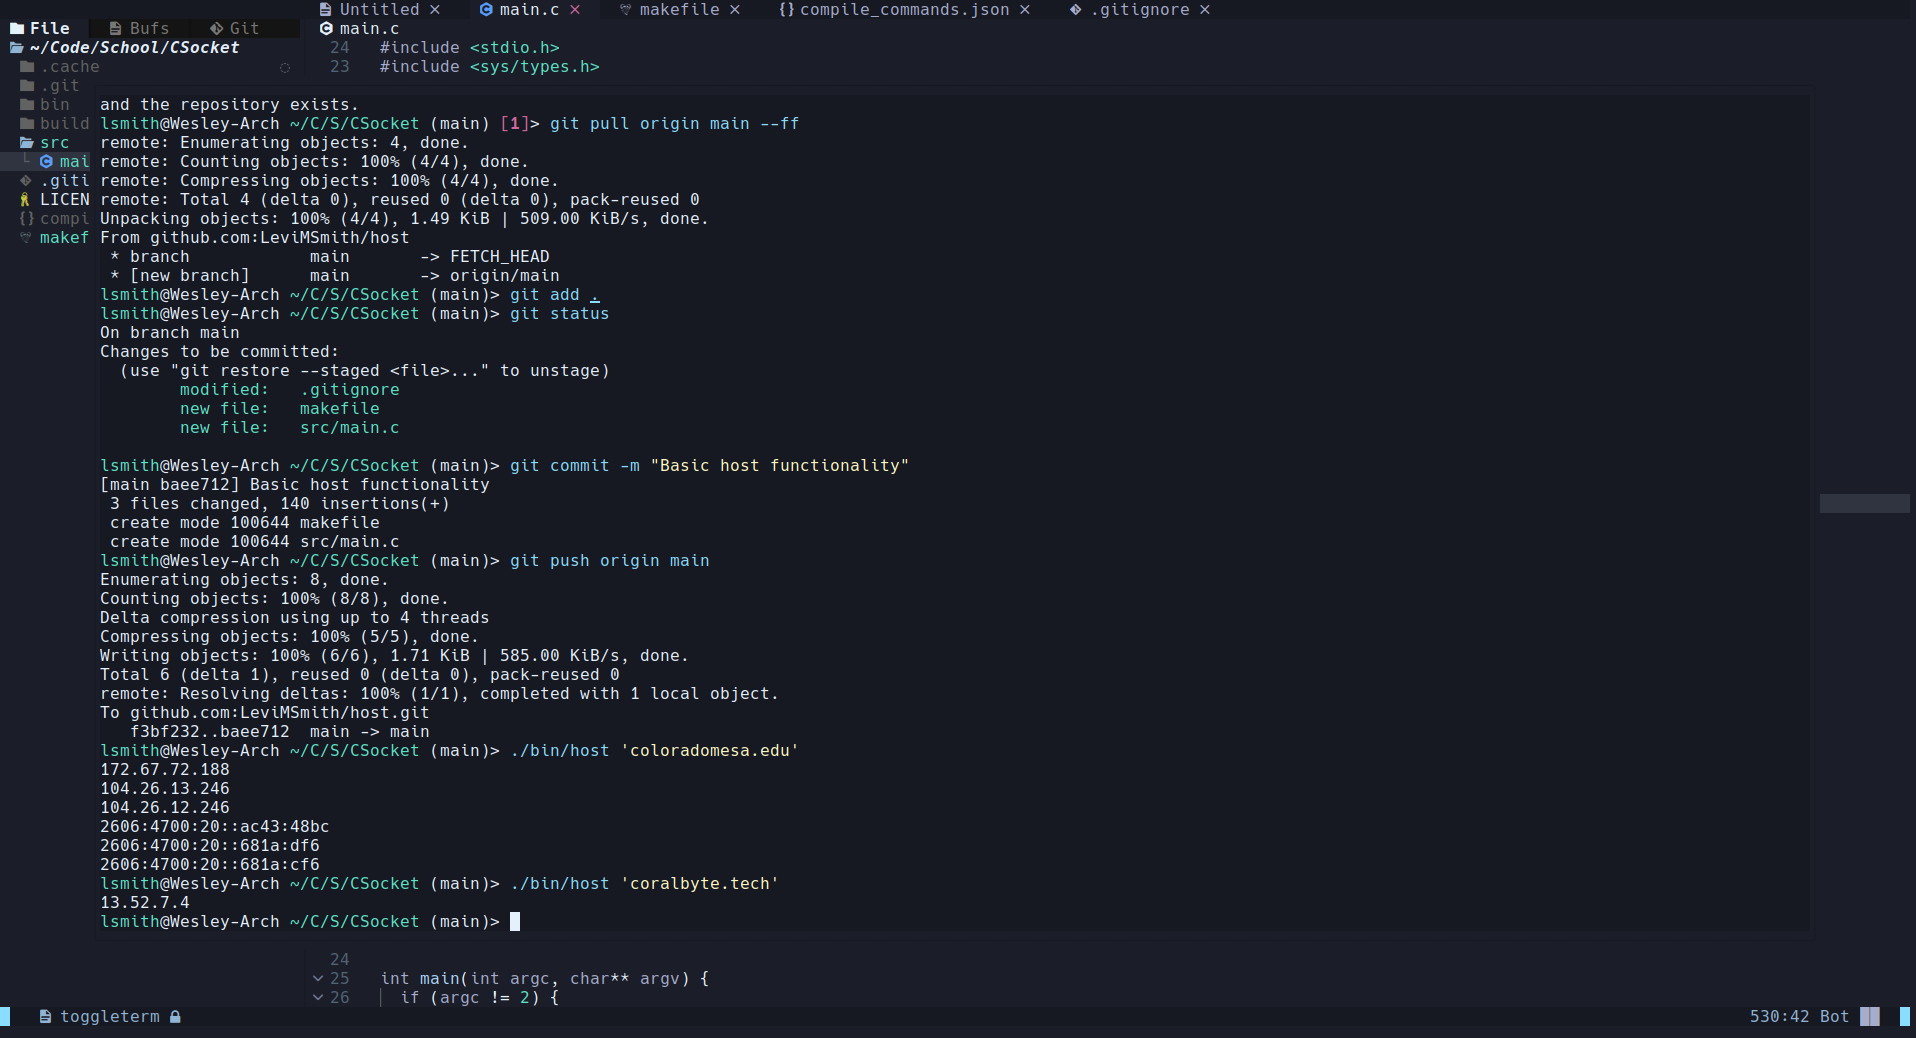 Untitled × main.c × makefile × {} compile_commands.json × .gitignore ×
File Bufs Git
main.c
~/Code/School/CSocket
24 #include <stdio.h>
.cache
23 #include <sys/types.h>
.git
bin
build
src
mai
.giti
LICEN
{} compi
makef
and the repository exists.
lsmith@Wesley-Arch ~/C/S/CSocket (main) [1]> git pull origin main --ff
remote: Enumerating objects: 4, done.
remote: Counting objects: 100% (4/4), done.
remote: Compressing objects: 100% (4/4), done.
remote: Total 4 (delta 0), reused 0 (delta 0), pack-reused 0
Unpacking objects: 100% (4/4), 1.49 KiB | 509.00 KiB/s, done.
From github.com:LeviMSmith/host
 * branch            main       -> FETCH_HEAD
 * [new branch]      main       -> origin/main
lsmith@Wesley-Arch ~/C/S/CSocket (main)> git add .
lsmith@Wesley-Arch ~/C/S/CSocket (main)> git status
On branch main
Changes to be committed:
  (use "git restore --staged <file>..." to unstage)
        modified:   .gitignore
        new file:   makefile
        new file:   src/main.c
lsmith@Wesley-Arch ~/C/S/CSocket (main)> git commit -m "Basic host functionality"
[main baee712] Basic host functionality
 3 files changed, 140 insertions(+)
 create mode 100644 makefile
 create mode 100644 src/main.c
lsmith@Wesley-Arch ~/C/S/CSocket (main)> git push origin main
Enumerating objects: 8, done.
Counting objects: 100% (8/8), done.
Delta compression using up to 4 threads
Compressing objects: 100% (5/5), done.
Writing objects: 100% (6/6), 1.71 KiB | 585.00 KiB/s, done.
Total 6 (delta 1), reused 0 (delta 0), pack-reused 0
remote: Resolving deltas: 100% (1/1), completed with 1 local object.
To github.com:LeviMSmith/host.git
   f3bf232..baee712  main -> main
lsmith@Wesley-Arch ~/C/S/CSocket (main)> ./bin/host 'coloradomesa.edu'
172.67.72.188
104.26.13.246
104.26.12.246
2606:4700:20::ac43:48bc
2606:4700:20::681a:df6
2606:4700:20::681a:cf6
lsmith@Wesley-Arch ~/C/S/CSocket (main)> ./bin/host 'coralbyte.tech'
13.52.7.4
lsmith@Wesley-Arch ~/C/S/CSocket (main)>
24
25 int main(int argc, char** argv) {
26 if (argc != 2) {
toggleterm 530:42 Bot